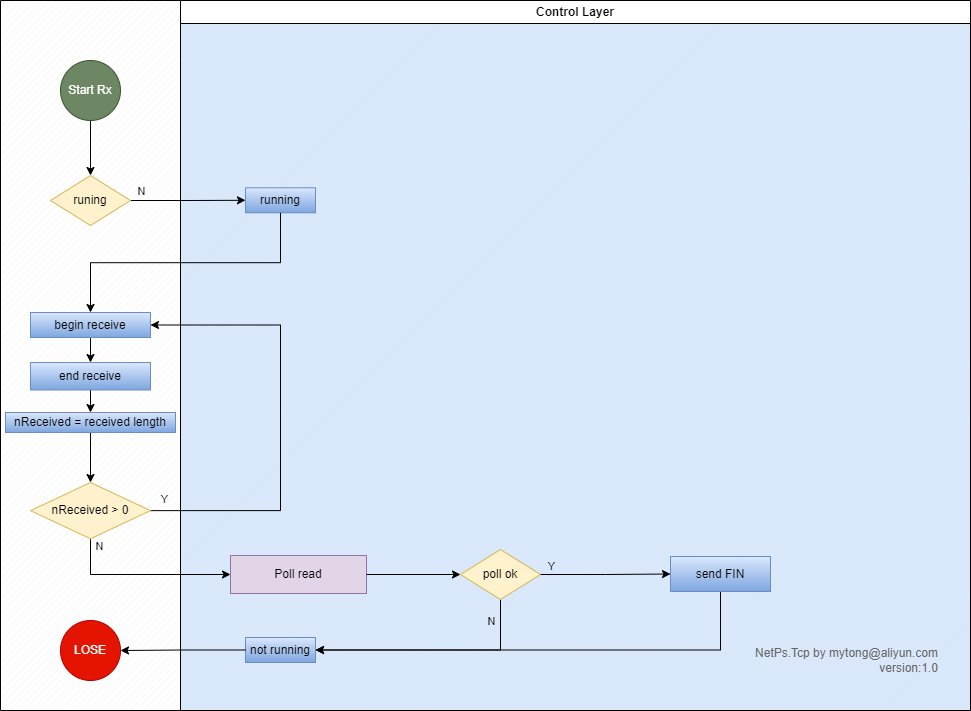 Control Layer
Start Rx
runing
N
running
begin receive
end receive
nReceived = received length
nReceived > 0
Y
N
Poll read
poll ok
Y
send FIN
N
LOSE
not running
NetPs.Tcp by mytong@aliyun.com
version:1.0